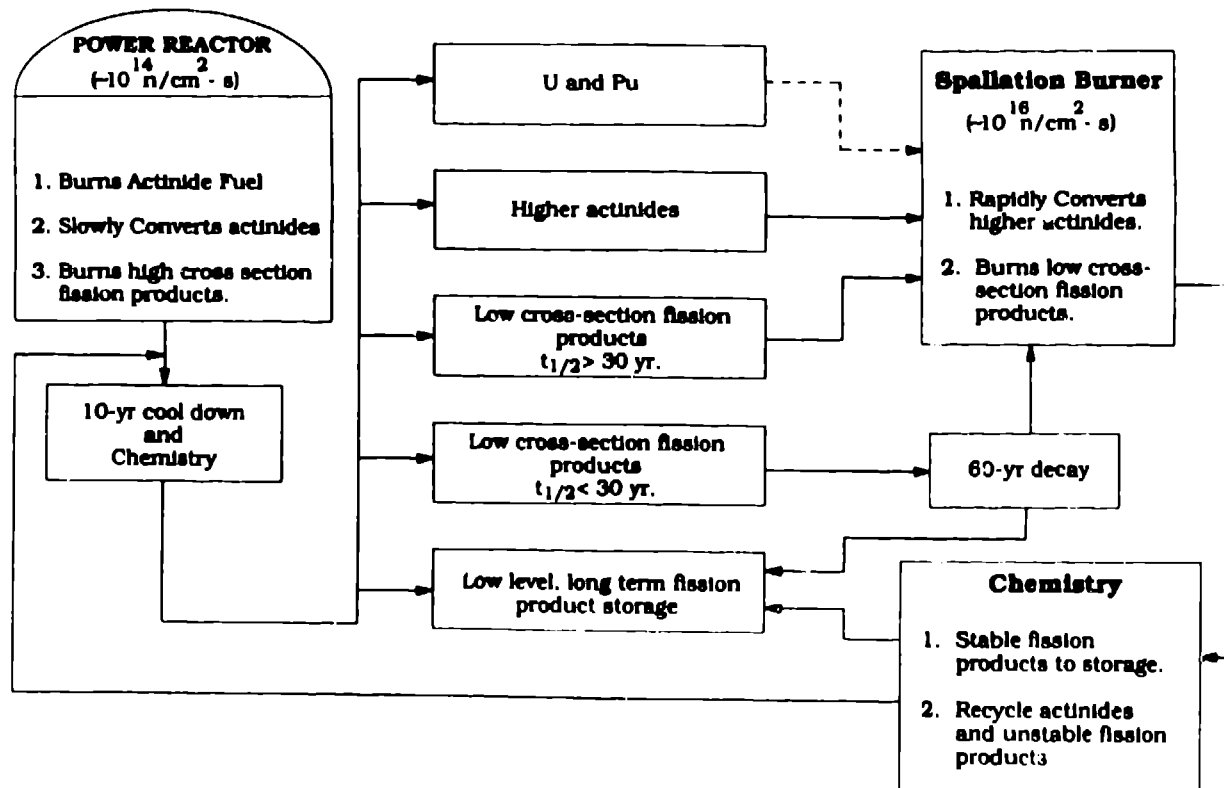 POWER REACTOR
(~10^14 n/cm^2 · s)
1. Burns Actinide Fuel
2. Slowly Converts actinides
3. Burns high cross section
fission products.
10-yr cool down
and
Chemistry
U and Pu
Higher actinides
Low cross-section fission
products
t1/2 > 30 yr.
Low cross-section fission
products
t1/2 < 30 yr.
Low level, long term fission
product storage
Spallation Burner
(~10^16 n/cm^2 · s)
1. Rapidly Converts
higher actinides.
2. Burns low cross-
section fission
products.
60-yr decay
Chemistry
1. Stable fission
products to storage.
2. Recycle actinides
and unstable fission
products